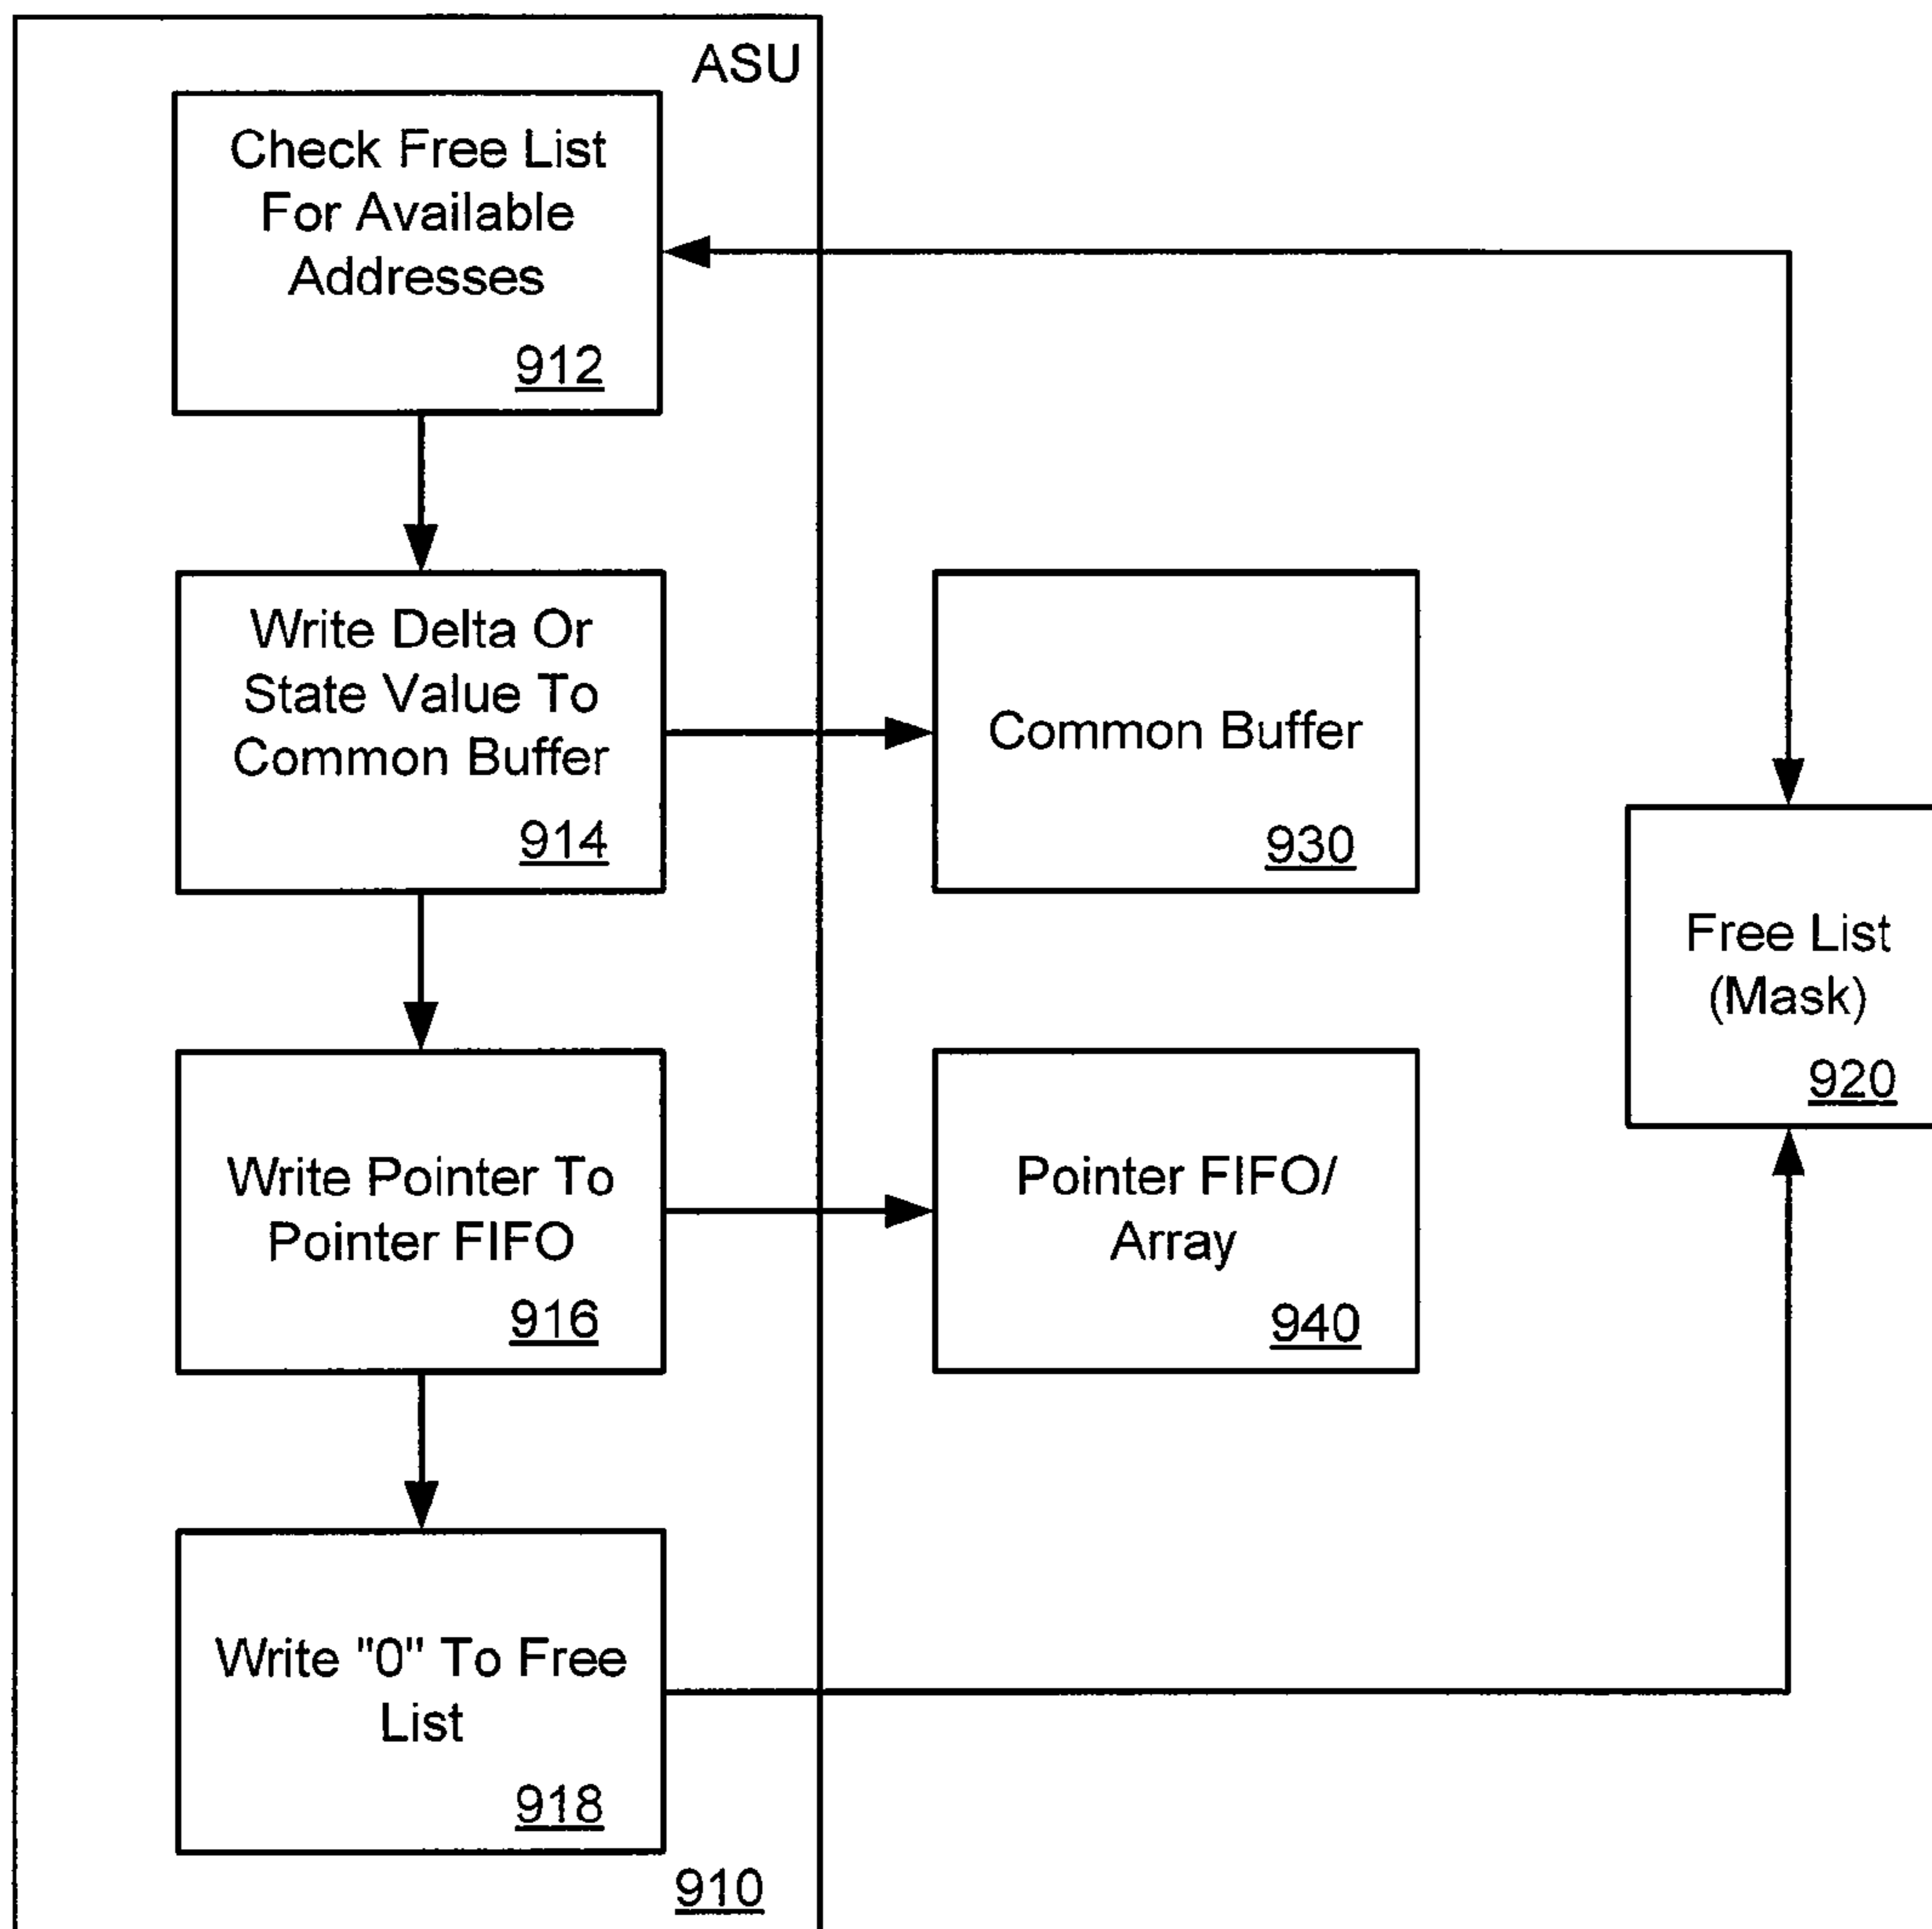 ASU
Check Free List
For Available
Addresses
912
Write Delta Or
State Value To
Common Buffer
914
Common Buffer
930
Free List
(Mask)
920
Write Pointer To
Pointer FIFO
916
Pointer FIFO/
Array
940
Write "0" To Free
List
918
910